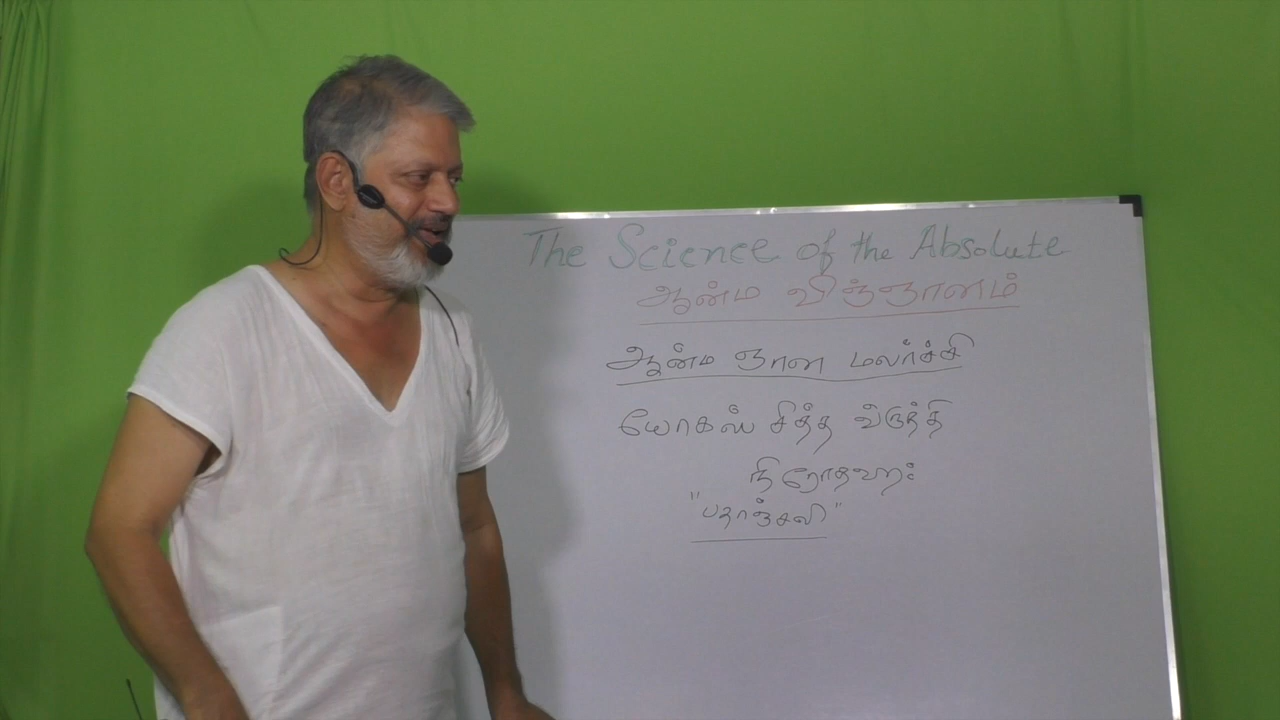 The Science of the Absolute
ஆன்ம விஞ்ஞானம்
ஆன்ம ஞான மலர்ச்சி
யோகஸ் சித்த வ்ருத்தி
நிரோதஹ:
"பதாஞ்சலி"